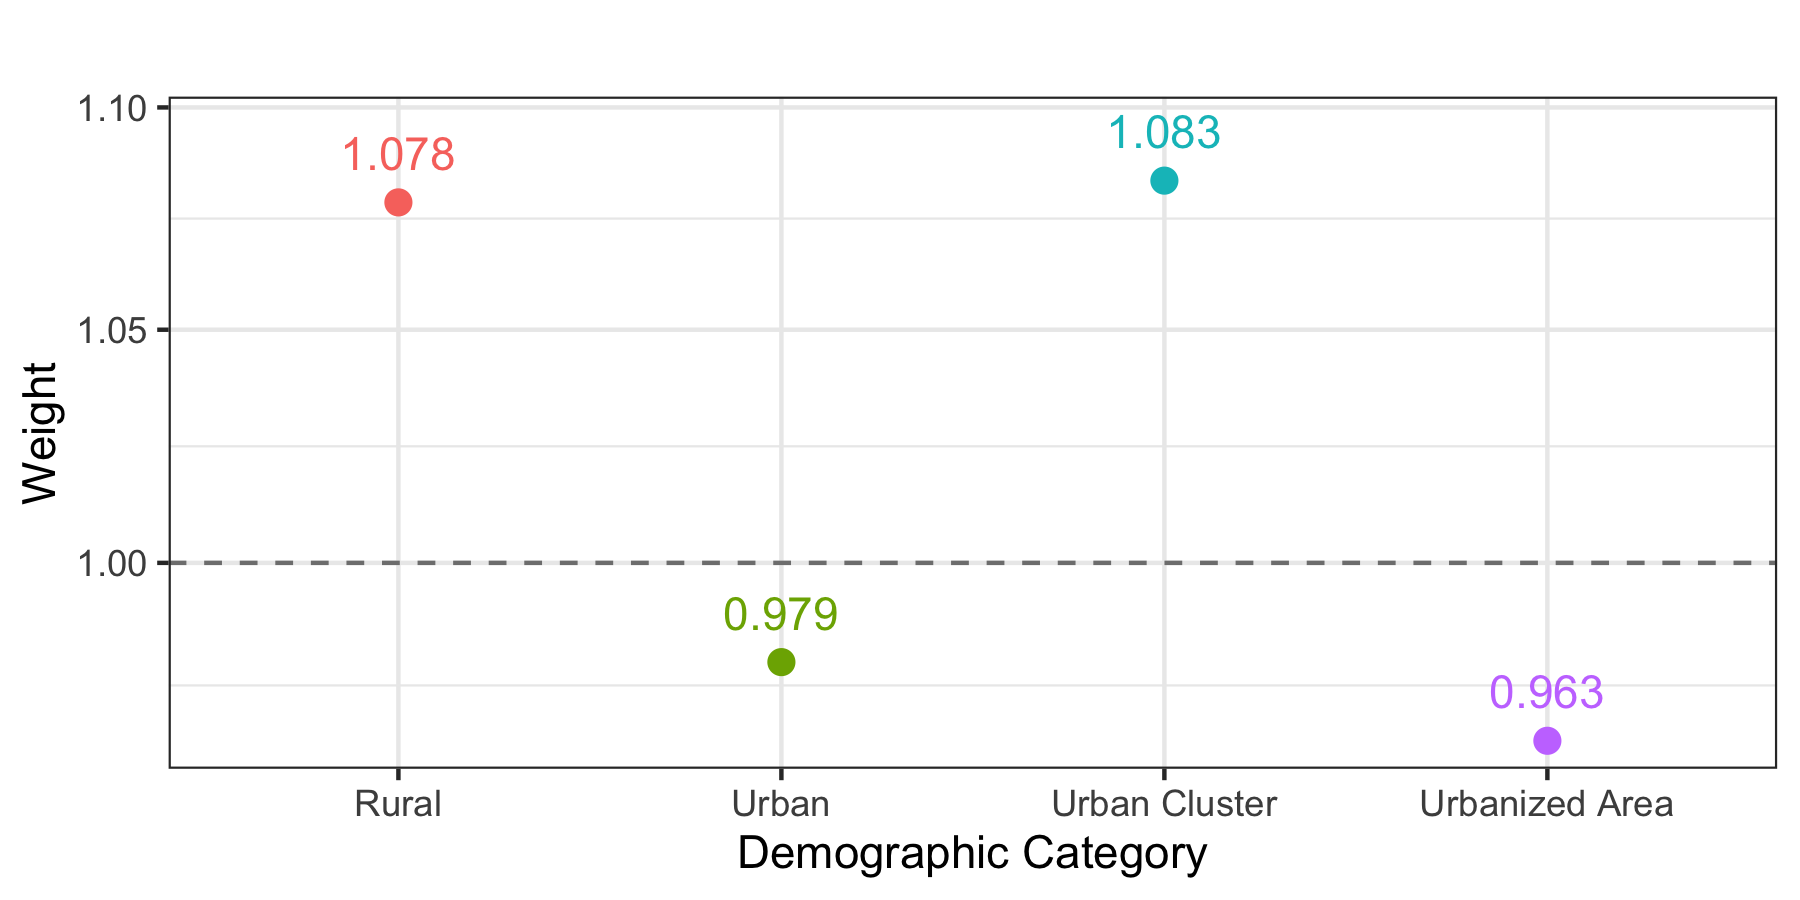 1.10
1.05
1.00
Weight
1.078
0.979
1.083
0.963
Rural
Urban
Urban Cluster
Urbanized Area
Demographic Category